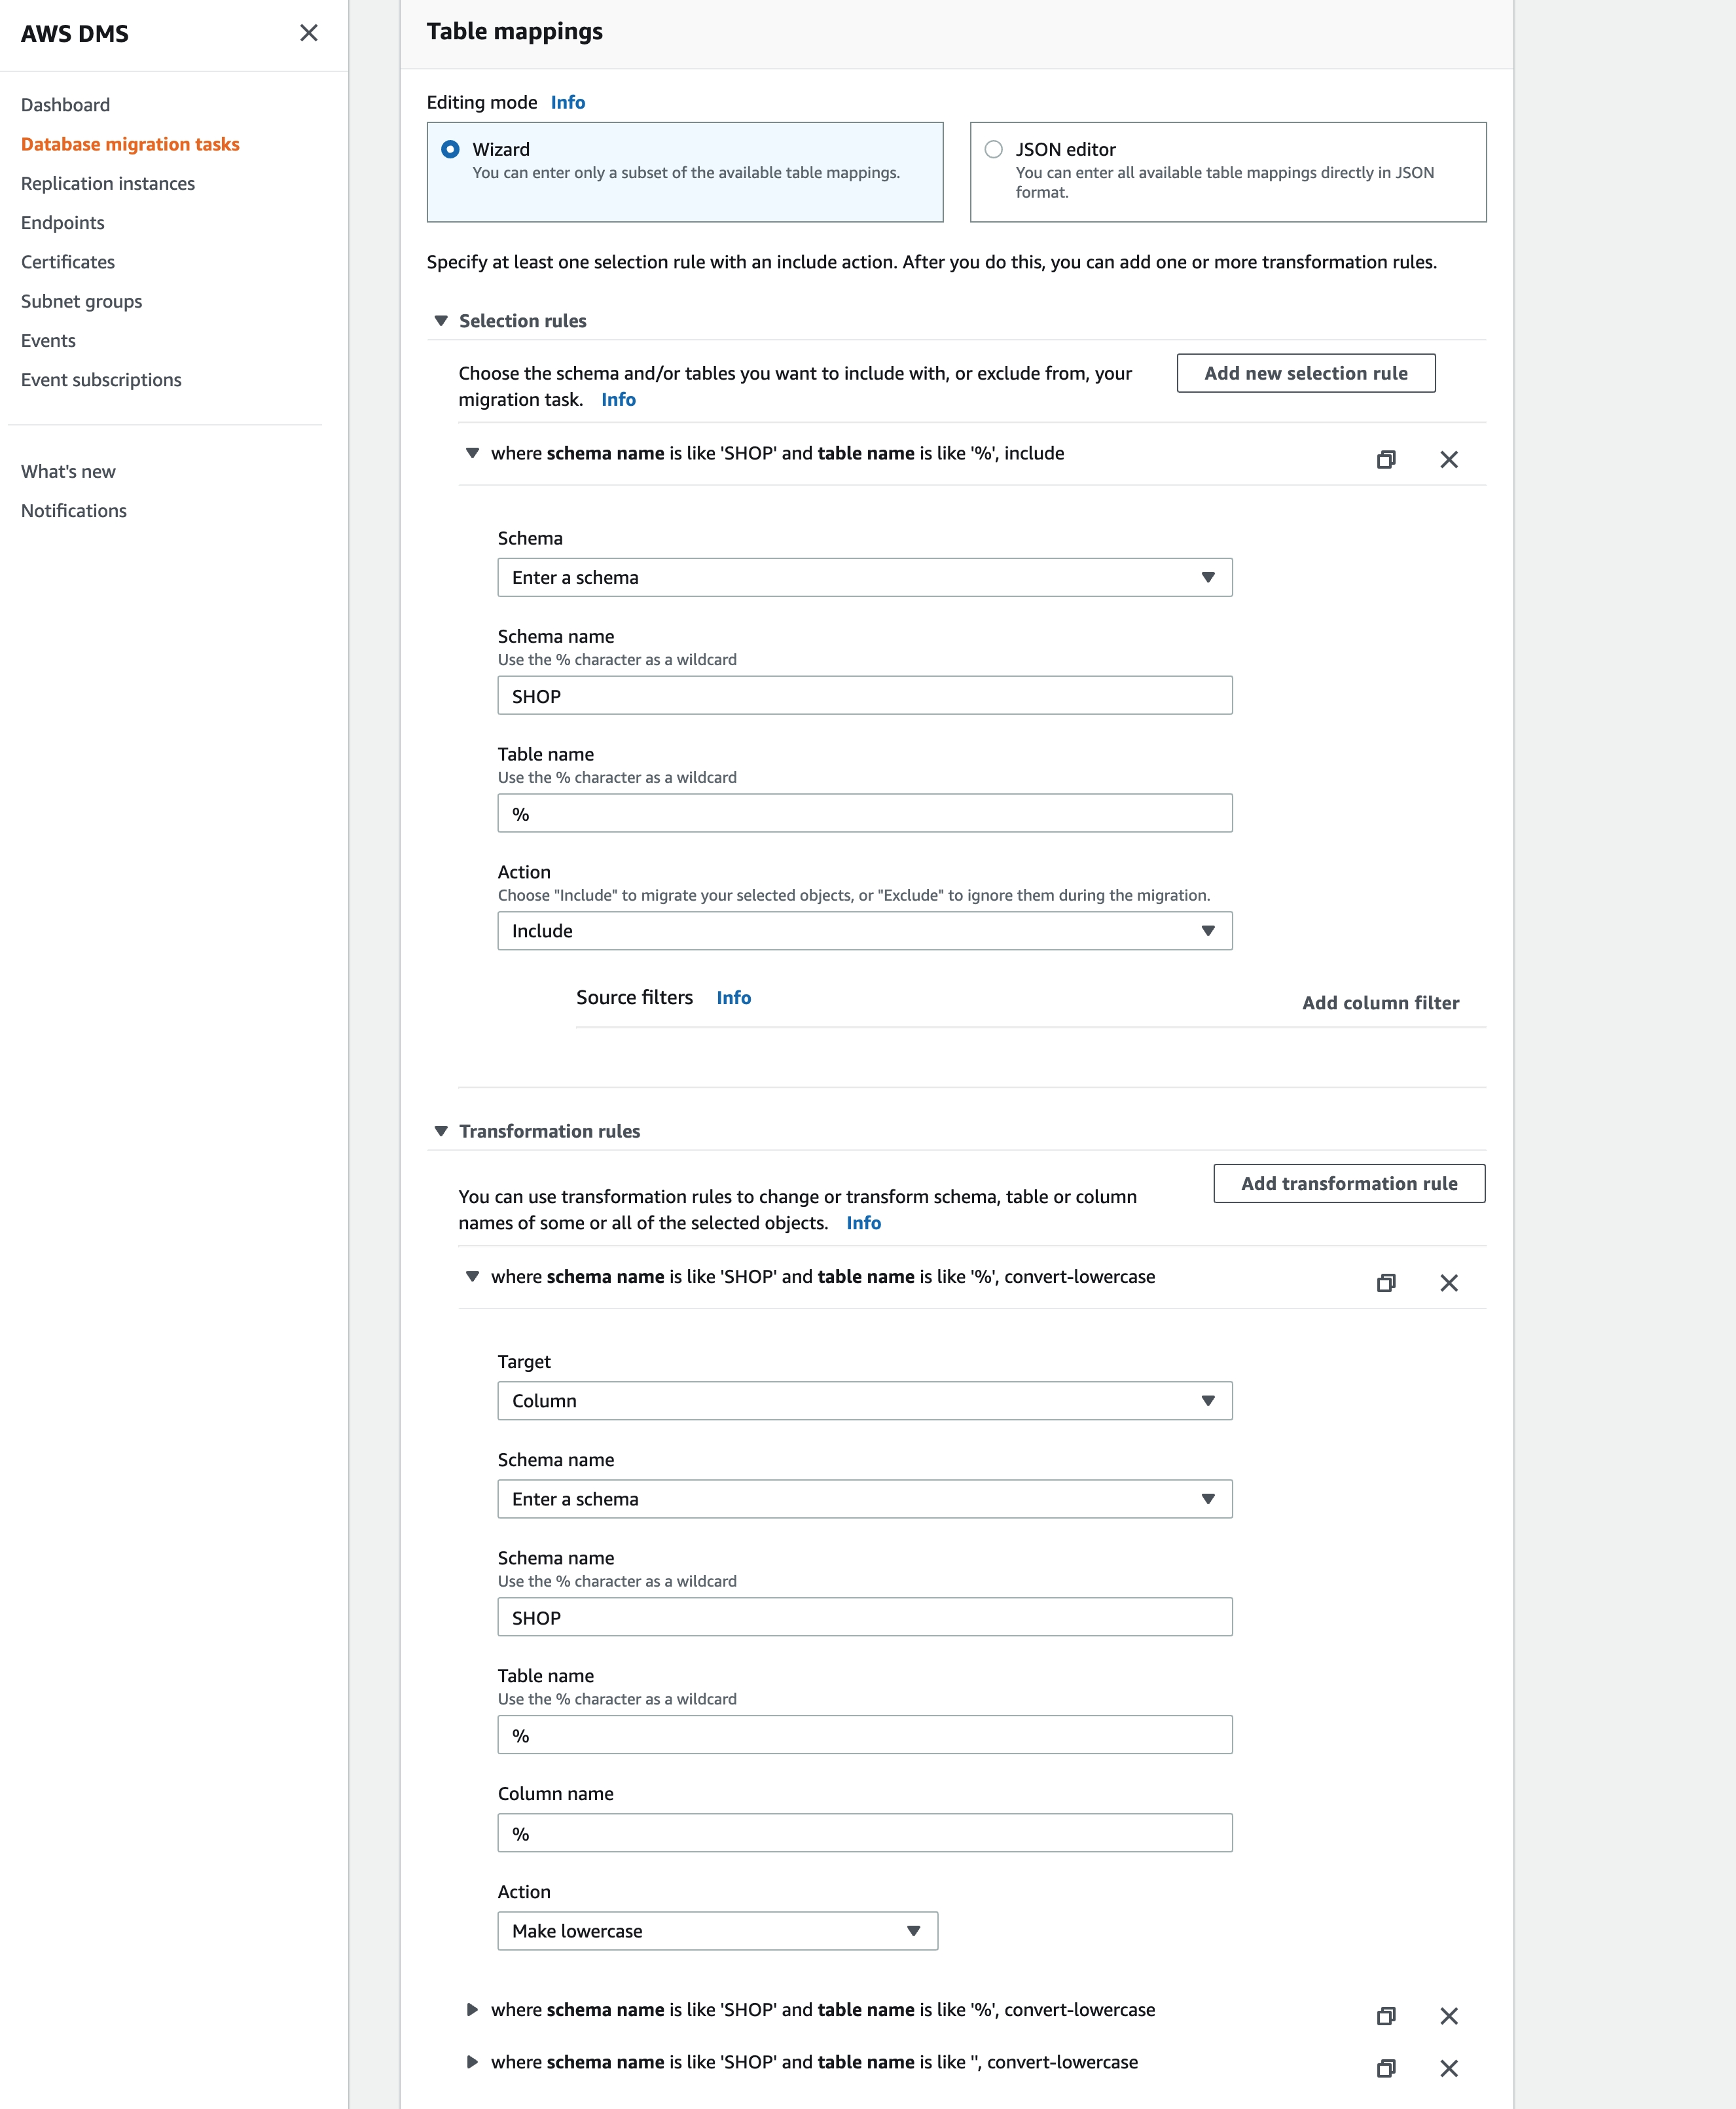 AWS DMS
Dashboard
Database migration tasks
Replication instances
Endpoints
Certificates
Subnet groups
Events
Event subscriptions
What's new
Notifications
Table mappings
Editing mode Info
Wizard
You can enter only a subset of the available table mappings.
JSON editor
You can enter all available table mappings directly in JSON
format.
Specify at least one selection rule with an include action. After you do this, you can add one or more transformation rules.
Selection rules
Choose the schema and/or tables you want to include with, or exclude from, your
migration task. Info
Add new selection rule
where schema name is like 'SHOP' and table name is like '%', include
Schema
Enter a schema
Schema name
Use the % character as a wildcard
SHOP
Table name
Use the % character as a wildcard
%
Action
Choose "Include" to migrate your selected objects, or "Exclude" to ignore them during the migration.
Include
Source filters Info
Add column filter
Transformation rules
You can use transformation rules to change or transform schema, table or column
names of some or all of the selected objects. Info
Add transformation rule
where schema name is like 'SHOP' and table name is like '%', convert-lowercase
Target
Column
Schema name
Enter a schema
Schema name
Use the % character as a wildcard
SHOP
Table name
Use the % character as a wildcard
%
Column name
%
Action
Make lowercase
where schema name is like 'SHOP' and table name is like '%', convert-lowercase
where schema name is like 'SHOP' and table name is like '', convert-lowercase